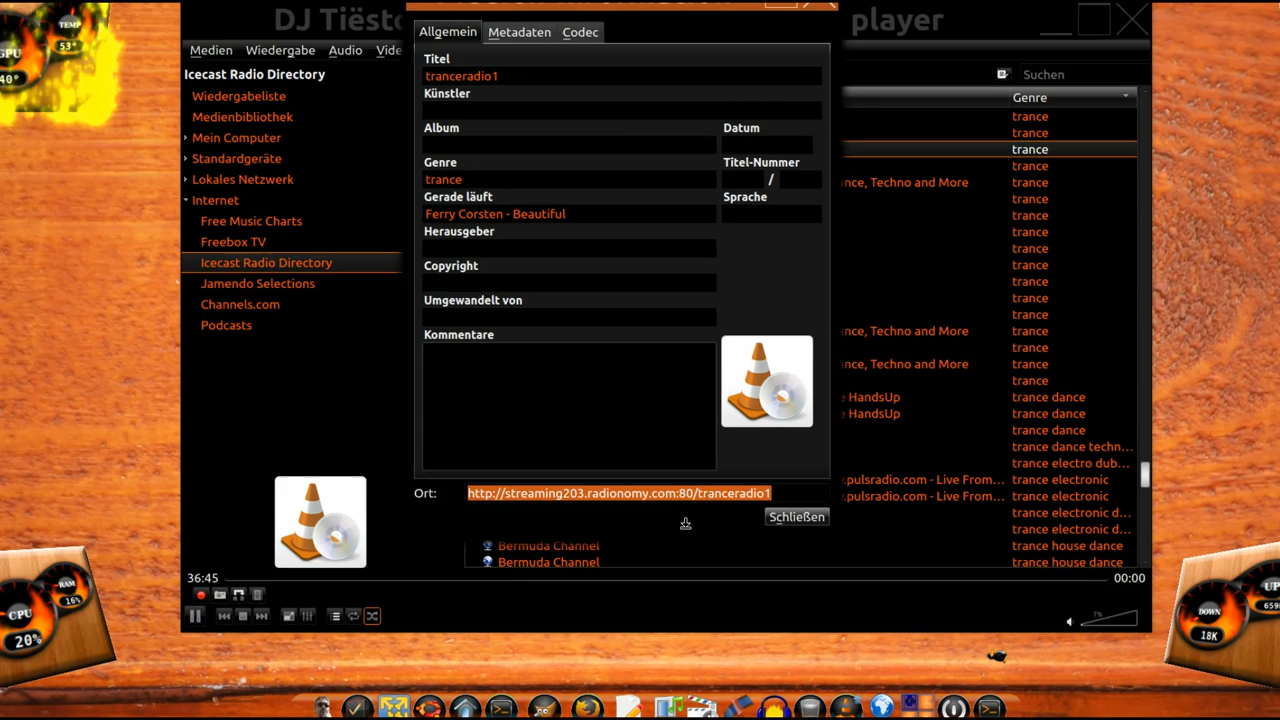 DJ Tiësto
player
TEMP
53°
GPU
40°
Allgemein Metadaten Codec
Medien Wiedergabe Audio Vide
Icecast Radio Directory
Wiedergabeliste
Medienbibliothek
Mein Computer
Standardgeräte
Lokales Netzwerk
Internet
Free Music Charts
Freebox TV
Icecast Radio Directory
Jamendo Selections
Channels.com
Podcasts
Titel
tranceradio1
Künstler
Album Datum
Genre Titel-Nummer
trance /
Gerade läuft Sprache
Ferry Corsten - Beautiful
Herausgeber
Copyright
Umgewandelt von
Kommentare
Ort: http://streaming203.radionomy.com:80/tranceradio1
Schließen
Bermuda Channel
Bermuda Channel
Suchen
Genre
trance
trance
trance
trance
nce, Techno and More trance
trance
trance
trance
trance
trance
trance
trance
trance
nce, Techno and More trance
trance
nce, Techno and More trance
trance
HandsUp trance dance
HandsUp trance dance
trance dance
trance dance techn...
trance electro dub...
.pulsradio.com - Live From... trance electronic
.pulsradio.com - Live From... trance electronic
trance electronic d...
trance electronic d...
trance house dance
trance house dance
36:45 00:00
7%
RAM
16%
CPU
20%
UP
659
DOWN
18K